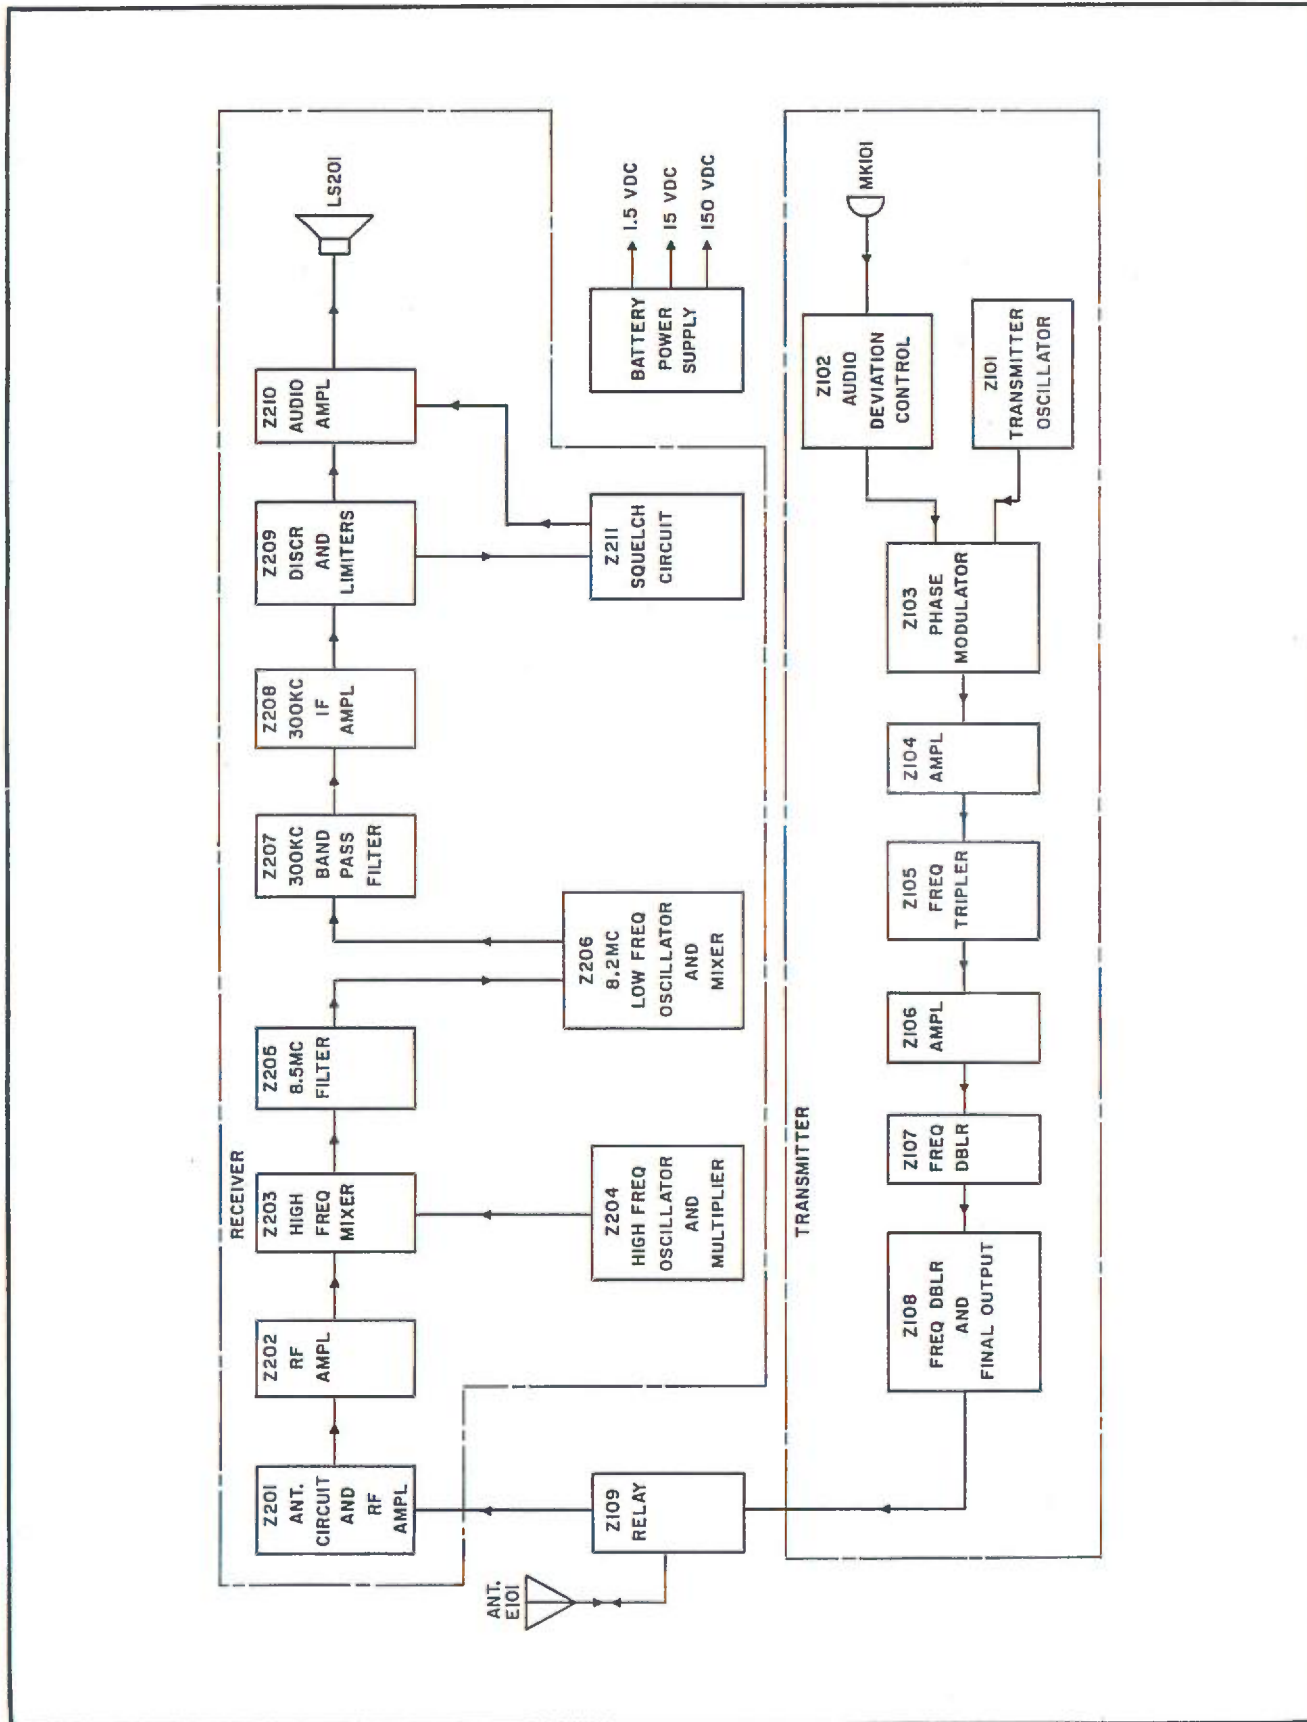 RECEIVER
Z201
ANT.
CIRCUIT
AND
RF
AMPL
Z202
RF
AMPL
Z203
HIGH
FREQ
MIXER
Z205
8.5MC
FILTER
Z207
300KC
BAND
PASS
FILTER
Z208
300KC
IF
AMPL
Z209
DISCR
AND
LIMITERS
Z210
AUDIO
AMPL
LS201
ANT.
E101
Z109
RELAY
Z204
HIGH FREQ
OSCILLATOR
AND
MULTIPLIER
Z206
8.2MC
LOW FREQ
OSCILLATOR
AND
MIXER
Z211
SQUELCH
CIRCUIT
BATTERY
POWER
SUPPLY
1.5 VDC
15 VDC
150 VDC
TRANSMITTER
Z108
FREQ DBLR
AND
FINAL OUTPUT
Z107
FREQ
DBLR
Z106
AMPL
Z105
FREQ
TRIPLER
Z104
AMPL
Z103
PHASE
MODULATOR
Z102
AUDIO
DEVIATION
CONTROL
MK101
Z101
TRANSMITTER
OSCILLATOR